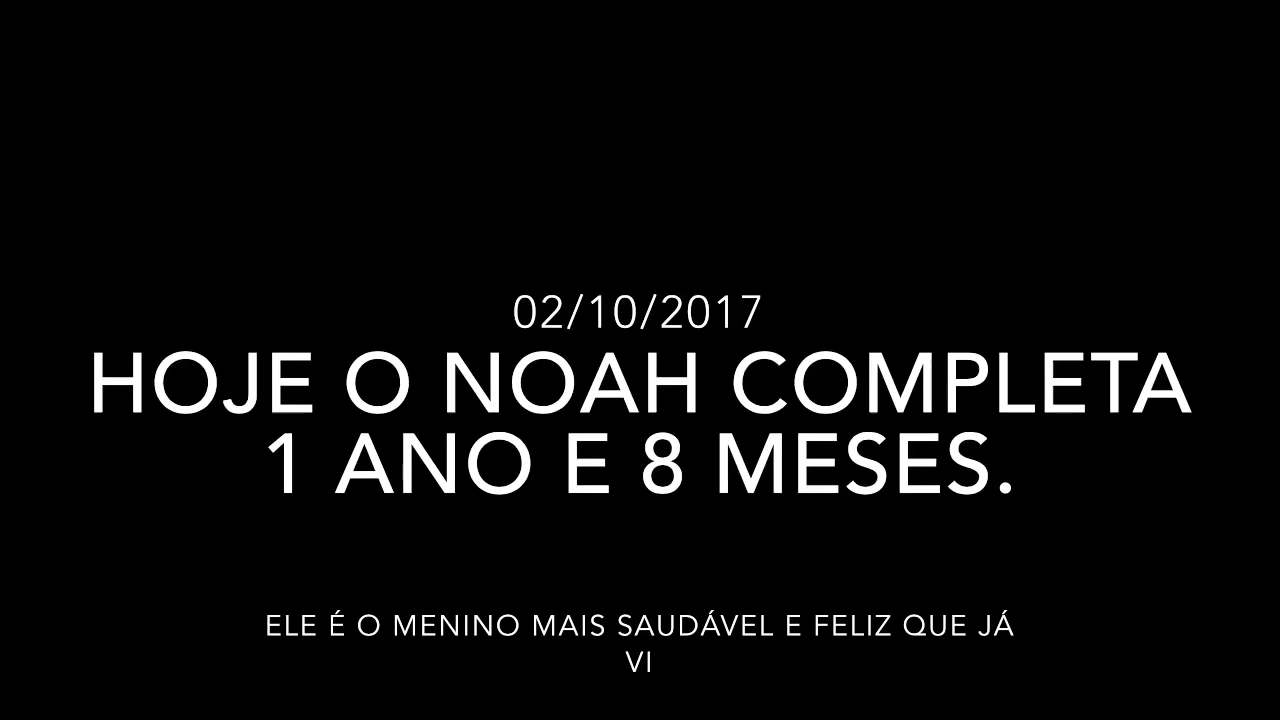 02/10/2017
HOJE O NOAH COMPLETA
1 ANO E 8 MESES.
ELE É O MENINO MAIS SAUDÁVEL E FELIZ QUE JÁ
VI